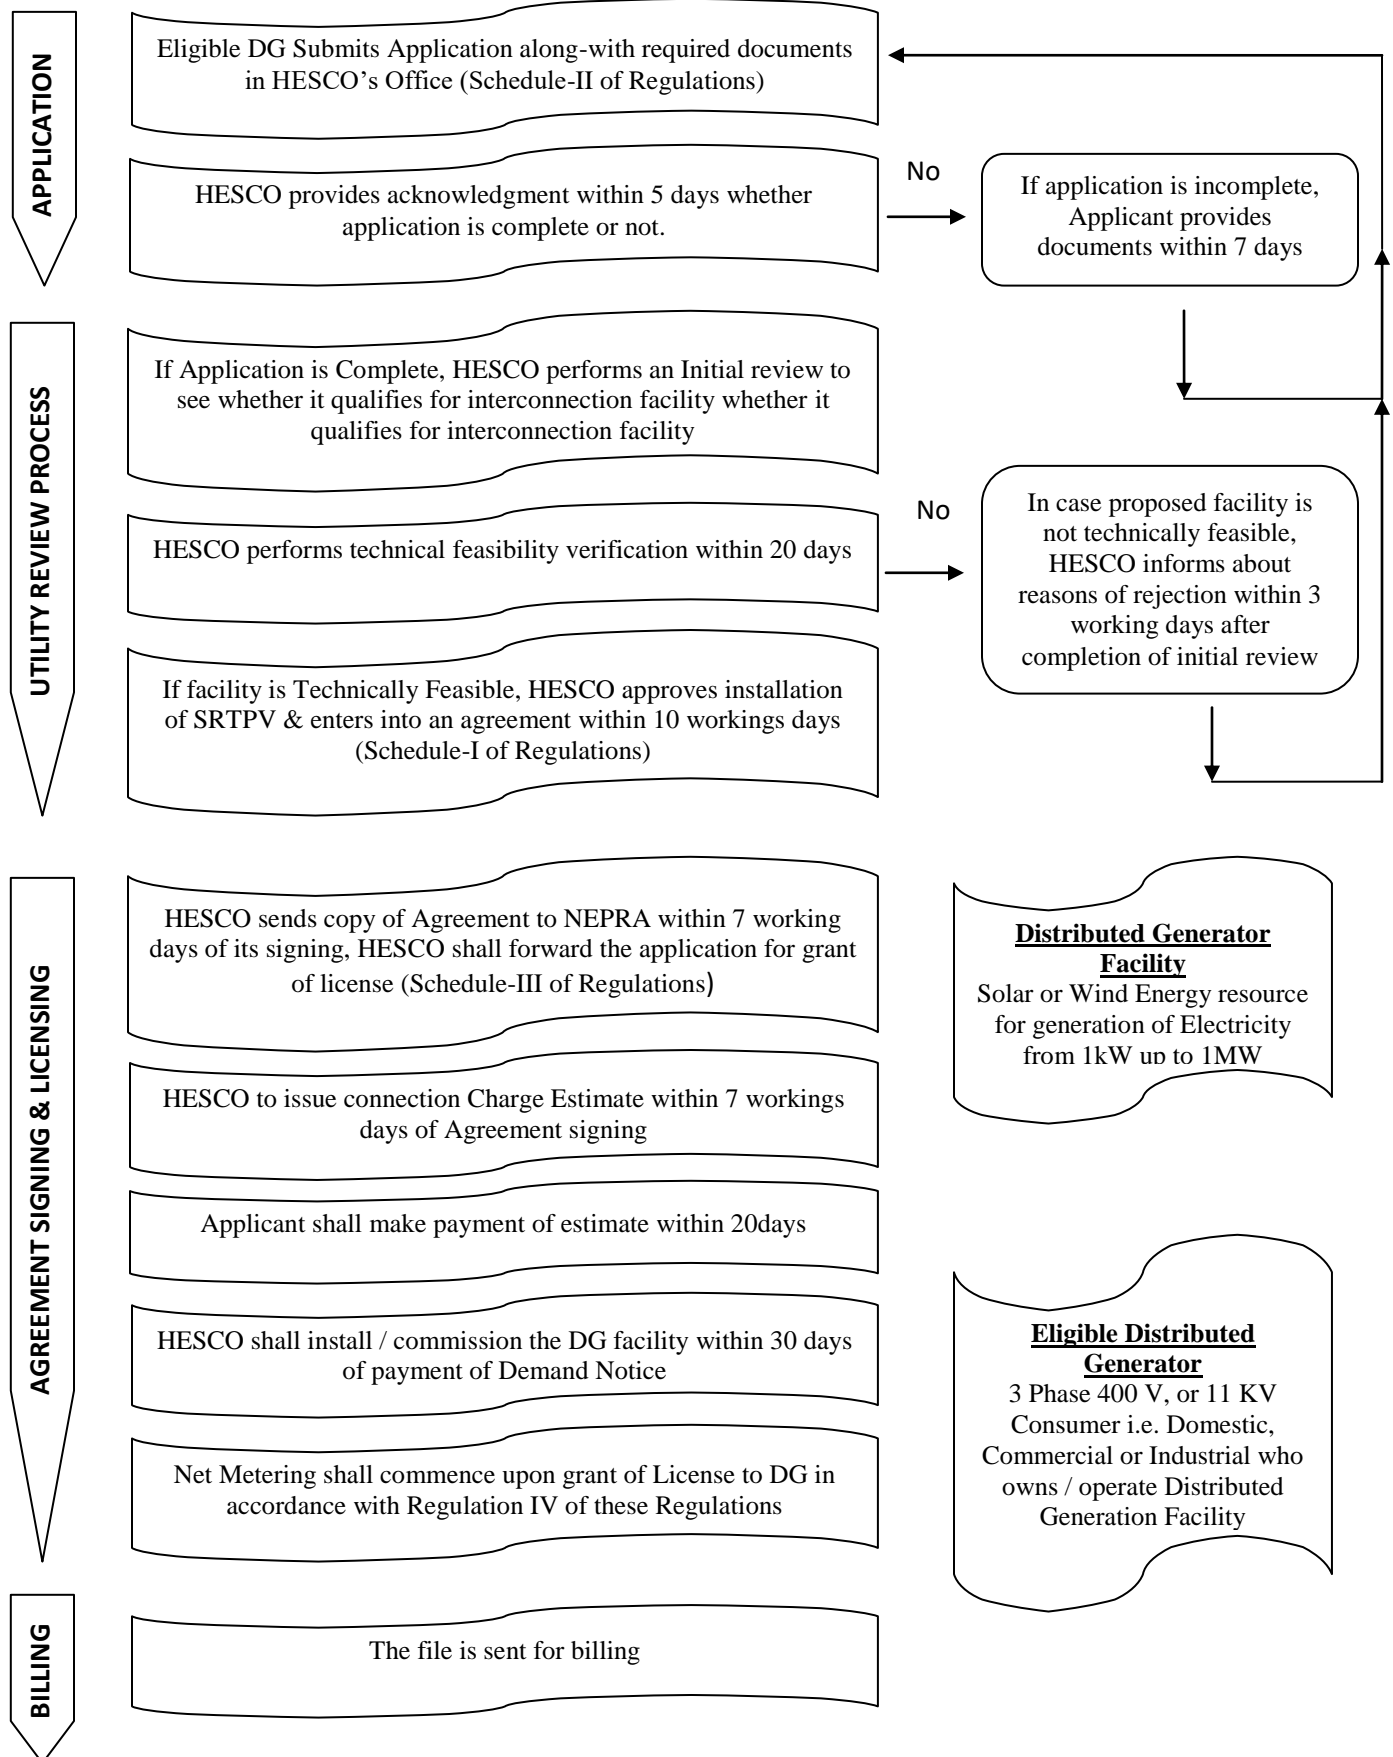 APPLICATION
Eligible DG Submits Application along-with required documents
in HESCO’s Office (Schedule-II of Regulations)
HESCO provides acknowledgment within 5 days whether
application is complete or not.
No
If application is incomplete,
Applicant provides
documents within 7 days
UTILITY REVIEW PROCESS
If Application is Complete, HESCO performs an Initial review to
see whether it qualifies for interconnection facility whether it
qualifies for interconnection facility
HESCO performs technical feasibility verification within 20 days
No
In case proposed facility is
not technically feasible,
HESCO informs about
reasons of rejection within 3
working days after
completion of initial review
If facility is Technically Feasible, HESCO approves installation
of SRTPV & enters into an agreement within 10 workings days
(Schedule-I of Regulations)
AGREEMENT SIGNING & LICENSING
HESCO sends copy of Agreement to NEPRA within 7 working
days of its signing, HESCO shall forward the application for grant
of license (Schedule-III of Regulations)
HESCO to issue connection Charge Estimate within 7 workings
days of Agreement signing
Applicant shall make payment of estimate within 20days
HESCO shall install / commission the DG facility within 30 days
of payment of Demand Notice
Net Metering shall commence upon grant of License to DG in
accordance with Regulation IV of these Regulations
Distributed Generator
Facility
Solar or Wind Energy resource
for generation of Electricity
from 1kW up to 1MW
Eligible Distributed
Generator
3 Phase 400 V, or 11 KV
Consumer i.e. Domestic,
Commercial or Industrial who
owns / operate Distributed
Generation Facility
BILLING
The file is sent for billing